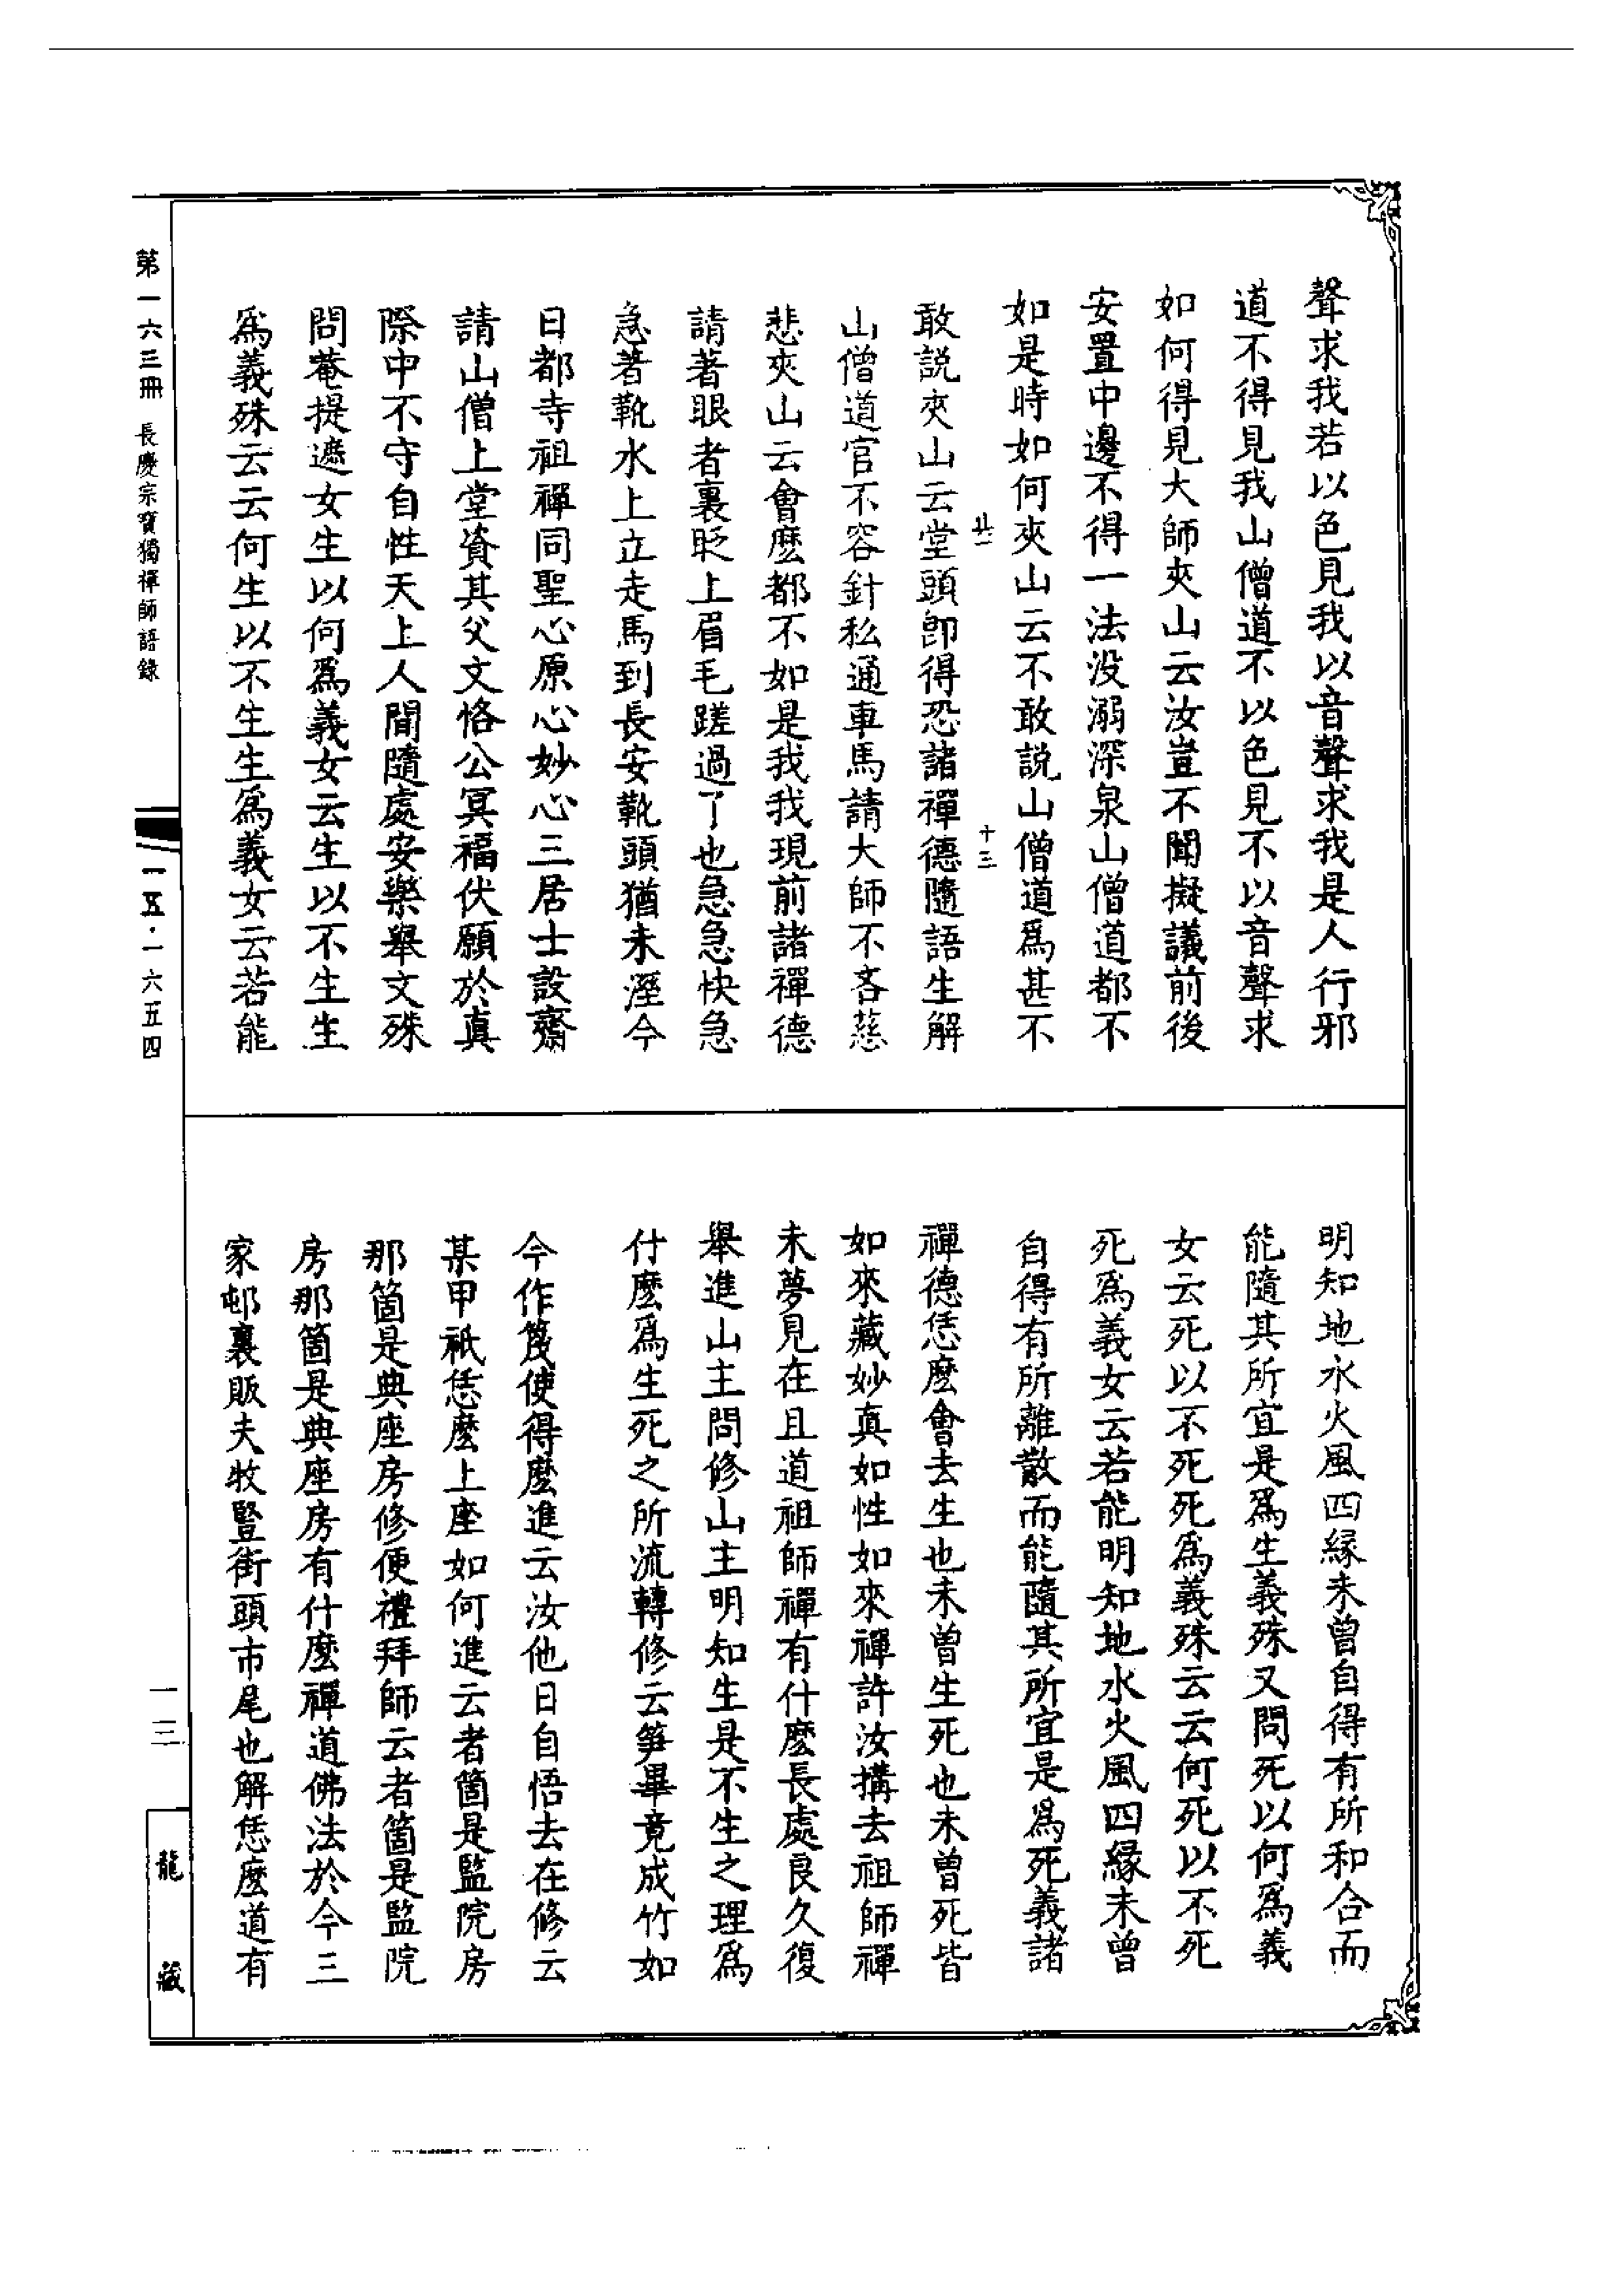 聲求我若以色見我以音聲求我是人行邪
道不得見我山僧道不以色見不以音聲求
如何得見大師夾山云汝豈不聞擬議前後
安置中邊不得一法没溺深泉山僧道都不
如是時如何夾山云不敢説山僧道爲甚不
廿一
十三
敢説夾山云堂頭卽得恐諸禪德隨語生解
山僧道官不容針私通車馬請大師不吝慈
悲夾山云會麽都不如是我我現前諸禪德
請著眼者裏眨上眉毛蹉過了也急急快急
急著靴水上立走馬到長安靴頭猶未溼今
日都寺祖禪同聖心原心妙心三居士設齋
請山僧上堂資其父文恪公冥福伏願於真
際中不守自性天上人間隨處安樂舉文殊
問菴提遮女生以何爲義女云生以不生生
爲義殊云云何生以不生生爲義女云若能
明知地水火風四緣未曾自得有所和合而
能隨其所宜是爲生義殊又問死以何爲義
女云死以不死死爲義殊云云何死以不死
死爲義女云若能明知地水火風四緣未曾
自得有所離散而能隨其所宜是爲死義諸
禪德恁麽會去生也未曾生死也未曾死皆
如來藏妙真如性如來禪許汝搆去祖師禪
未夢見在且道祖師禪有什麽長處良久復
舉進山主問修山主明知生是不生之理爲
什麽爲生死之所流轉修云筍畢竟成竹如
今作筏使得麽進云汝他日自悟去在修云
某甲祇恁麽上座如何進云者箇是監院房
那箇是典座房修便禮拜師云者箇是監院
房那箇是典座房有什麽禪道佛法於今三
家邨裏販夫牧豎街頭市尾也解恁麽道有
第一六三冊 長慶宗寶獨禪師語錄
一五·一六五四
一三
龍藏